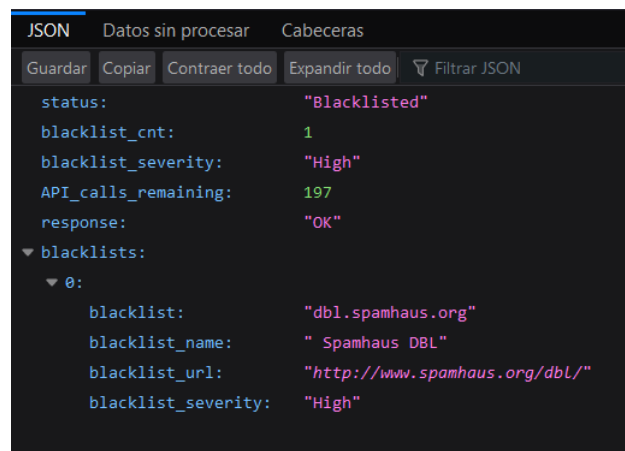 JSON Datos sin procesar Cabeceras
Guardar Copiar Contraer todo Expandir todo Filtrar JSON
status: "Blacklisted"
blacklist_cnt: 1
blacklist_severity: "High"
API_calls_remaining: 197
response: "OK"
blacklists:
0:
blacklist: "dbl.spamhaus.org"
blacklist_name: " Spamhaus DBL"
blacklist_url: "http://www.spamhaus.org/dbl/"
blacklist_severity: "High"